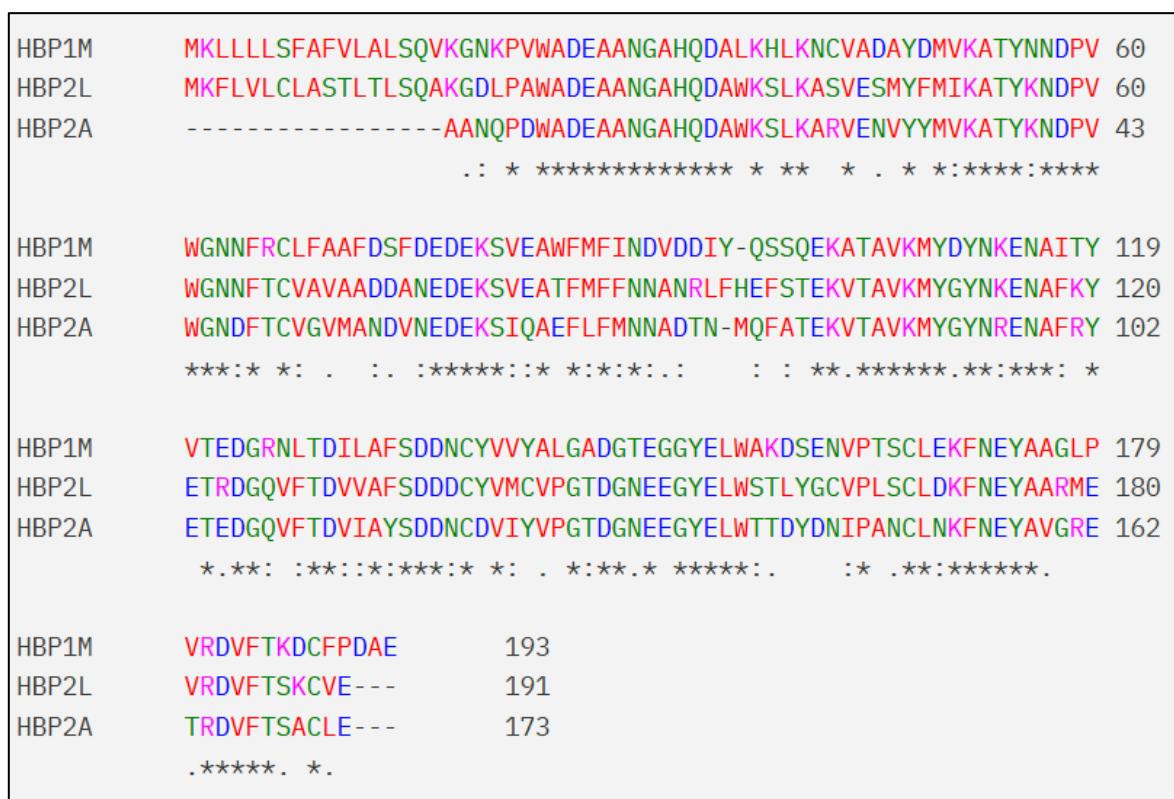 HBP1M MKLLLLSFAFVLALSQVKGNKPVWADEAANGAHQDALKHLKNCVADAYDMVKATYNNDPV 60
HBP2L MKFLVLCLASTLTLSQAKGDLPAWADEAANGAHQDAWKSLKASVESMYFMIKATYKNDPV 60
HBP2A -----------------AANQPDWADEAANGAHQDAWKSLKARVENVYYMVKATYKNDPV 43
.: * ************* * ** * . * *:****:****
HBP1M WGNNFRCLFAAFDSFDEDEKSVEAWFMFINDVDDIY-QSSQEKATAVKMYDYNKENAITY 119
HBP2L WGNNFTCVAVAADDANEDEKSVEATFMFFNNANRLFHEFSTEKVTAVKMYGYNKENAFKY 120
HBP2A WGNDFTCVGVMANDVNEDEKSIQAEFLFMNNADTN-MQFATEKVTAVKMYGYNRENAFRY 102
***:* *: . :. :*****::* *:*:*:.: : : **.******.**:***: *
HBP1M VTEDGRNLTDILAFSDDNCYVVYALGADGTEGGYELWAKDSENVPTSCLEKFNEYAAGLP 179
HBP2L ETRDGQVFTDVVAFSDDDCYVMCVPGTDGNEEGYELWSTLYGCVPLSCLDKFNEYAARME 180
HBP2A ETEDGQVFTDVIAYSDDNCDVIYVPGTDGNEEGYELWTTDYDNIPANCLNKFNEYAVGRE 162
*.**: :**::*:***:* *: . *:**.* *****:. :* .**:******.
HBP1M VRDVFTKDCFPDAE 193
HBP2L VRDVFTSKCVE--- 191
HBP2A TRDVFTSACLE--- 173
.*****. *.